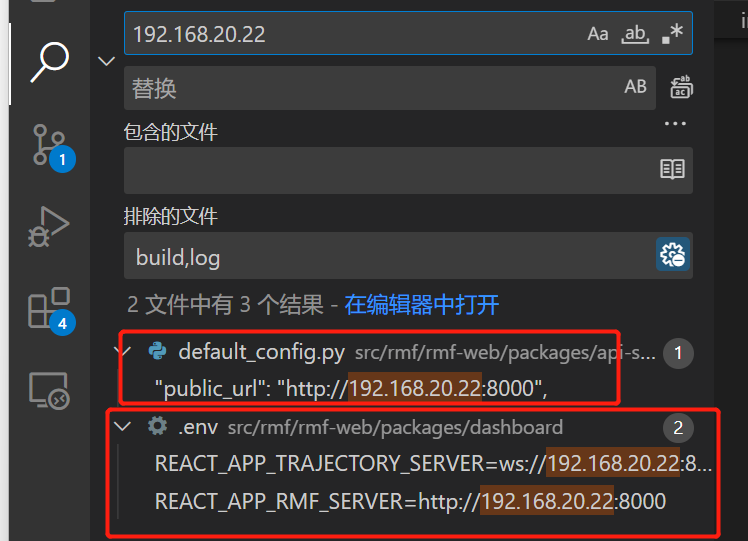 192.168.20.22
Aa ab .*
替换
AB
包含的文件
排除的文件
build,log
2 文件中有 3 个结果 - 在编辑器中打开
default_config.py src/rmf/rmf-web/packages/api-s... 1
"public_url": "http://192.168.20.22:8000",
.env src/rmf/rmf-web/packages/dashboard 2
REACT_APP_TRAJECTORY_SERVER=ws://192.168.20.22:8...
REACT_APP_RMF_SERVER=http://192.168.20.22:8000
1
4